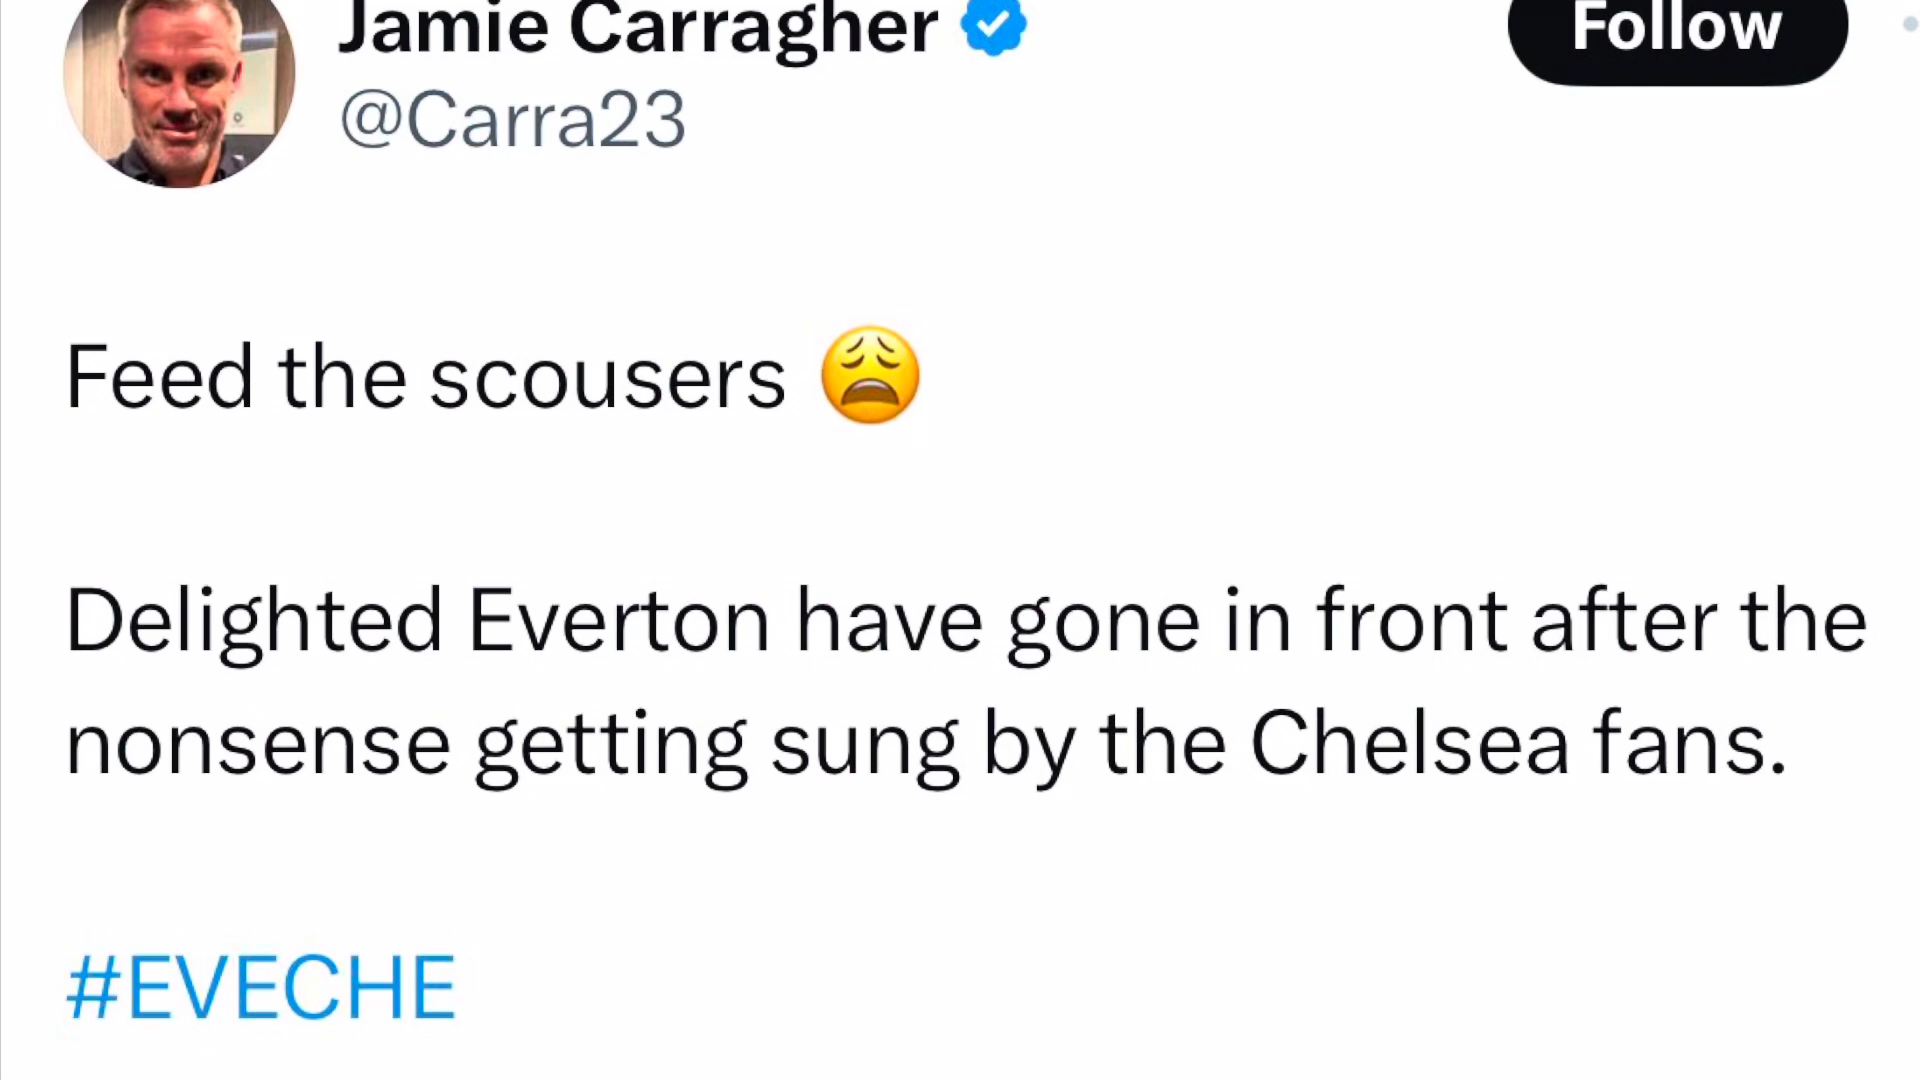 Jamie Carragher
Follow
@Carra23
Feed the scousers 😩
Delighted Everton have gone in front after the
nonsense getting sung by the Chelsea fans.
#EVECHE